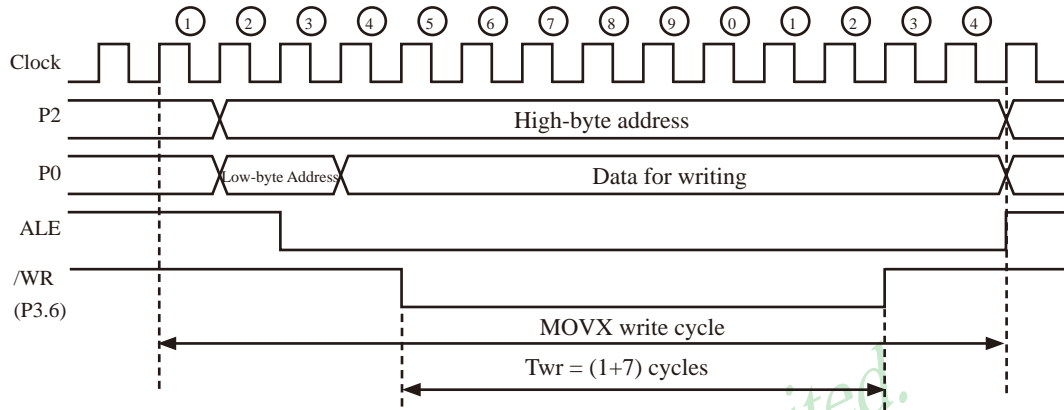 1 2 3 4 5 6 7 8 9 0 1 2 3 4
Clock
P2 High-byte address
P0 Low-byte Address Data for writing
ALE
/WR
(P3.6)
MOVX write cycle
Twr = (1+7) cycles